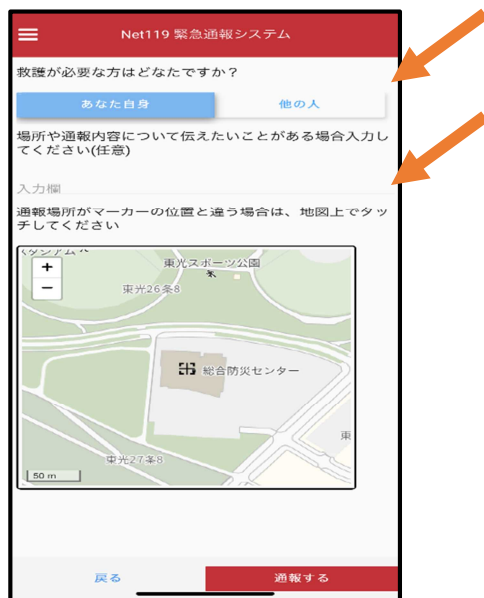 Net119 緊急通報システム
救護が必要な方はどなたですか？
あなた自身
他の人
場所や通報内容について伝えたいことがある場合入力し
てください(任意)
入力欄
通報場所がマーカーの位置と違う場合は、地図上でタッ
チしてください
+
東光スポーツ公園
−
東光26条8
総合防災センター
東
東光27条8
50 m
戻る
通報する